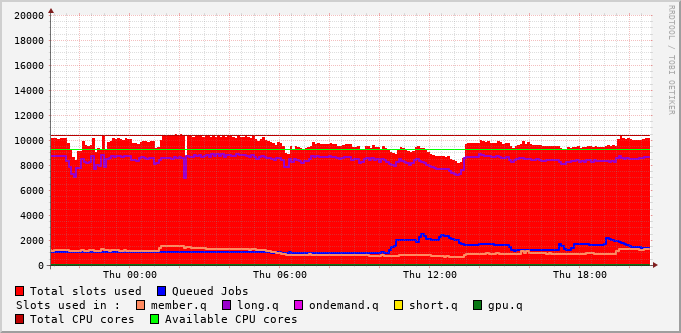 20000
18000
16000
14000
12000
10000
8000
6000
4000
2000
0
Thu 00:00 Thu 06:00 Thu 12:00 Thu 18:00
RRDTOOL / TOBI OETIKER
Total slots used Queued Jobs
Slots used in : member.q long.q ondemand.q short.q gpu.q
Total CPU cores Available CPU cores